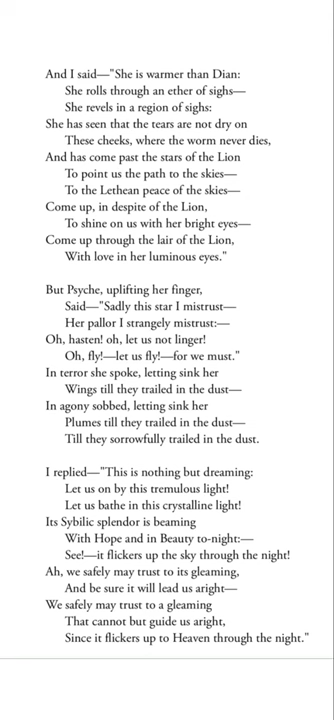 And I said—"She is warmer than Dian:
She rolls through an ether of sighs—
She revels in a region of sighs:
She has seen that the tears are not dry on
These cheeks, where the worm never dies,
And has come past the stars of the Lion
To point us the path to the skies—
To the Lethean peace of the skies—
Come up, in despite of the Lion,
To shine on us with her bright eyes—
Come up through the lair of the Lion,
With love in her luminous eyes."

But Psyche, uplifting her finger,
Said—"Sadly this star I mistrust—
Her pallor I strangely mistrust:—
Oh, hasten! oh, let us not linger!
Oh, fly!—let us fly!—for we must."
In terror she spoke, letting sink her
Wings till they trailed in the dust—
In agony sobbed, letting sink her
Plumes till they trailed in the dust—
Till they sorrowfully trailed in the dust.

I replied—"This is nothing but dreaming:
Let us on by this tremulous light!
Let us bathe in this crystalline light!
Its Sybilic splendor is beaming
With Hope and in Beauty to-night:—
See!—it flickers up the sky through the night!
Ah, we safely may trust to its gleaming,
And be sure it will lead us aright—
We safely may trust to a gleaming
That cannot but guide us aright,
Since it flickers up to Heaven through the night."